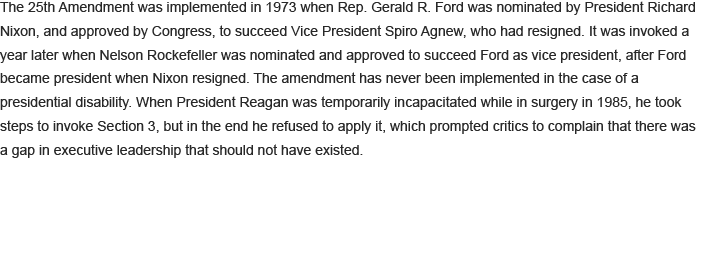 The 25th Amendment was implemented in 1973 when Rep. Gerald R. Ford was nominated by President Richard
Nixon, and approved by Congress, to succeed Vice President Spiro Agnew, who had resigned. It was invoked a
year later when Nelson Rockefeller was nominated and approved to succeed Ford as vice president, after Ford
became president when Nixon resigned. The amendment has never been implemented in the case of a
presidential disability. When President Reagan was temporarily incapacitated while in surgery in 1985, he took
steps to invoke Section 3, but in the end he refused to apply it, which prompted critics to complain that there was
a gap in executive leadership that should not have existed.